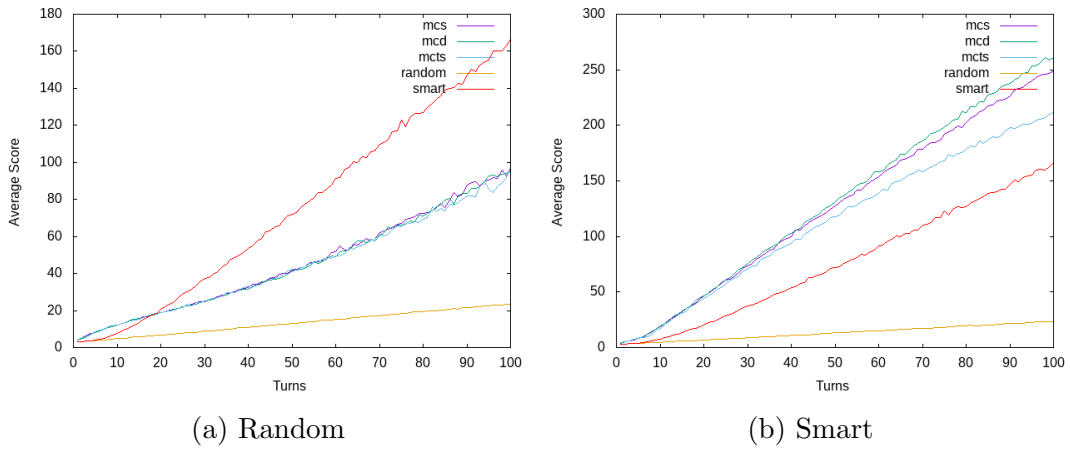 180
160
140
120
100
80
60
40
20
0
Average Score
mcs
mcd
mcts
random
smart
0 10 20 30 40 50 60 70 80 90 100
Turns
(a) Random
300
250
200
150
100
50
0
Average Score
mcs
mcd
mcts
random
smart
0 10 20 30 40 50 60 70 80 90 100
Turns
(b) Smart